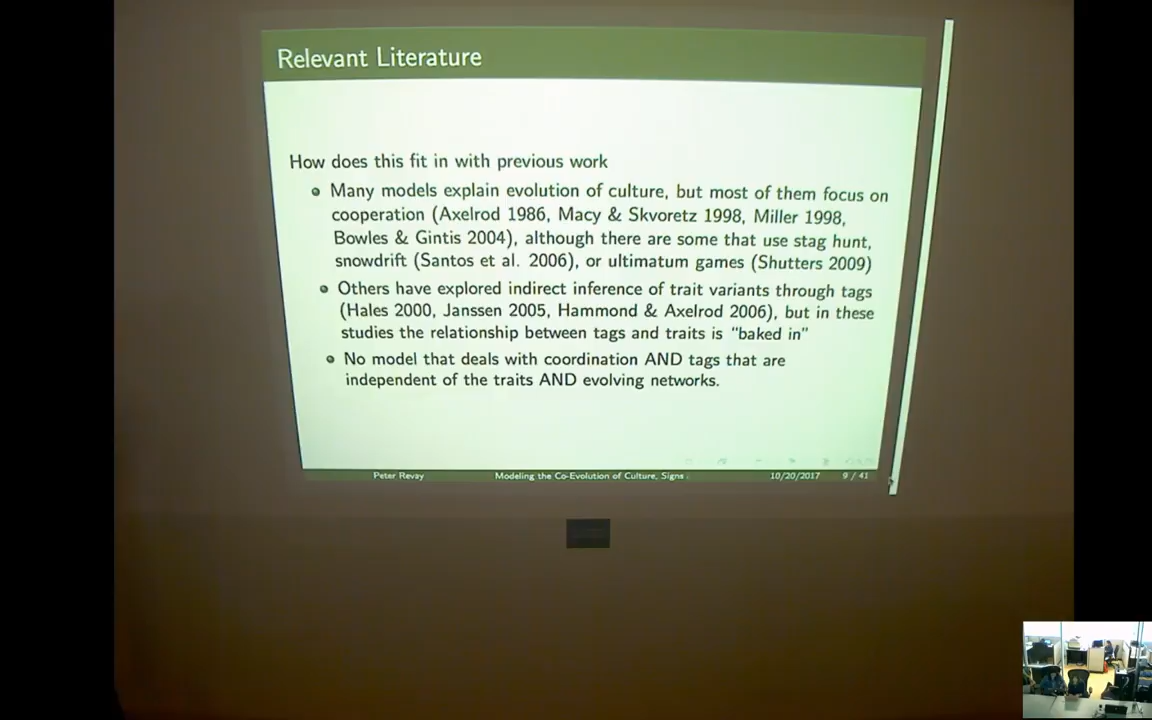 Relevant Literature
How does this fit in with previous work
Many models explain evolution of culture, but most of them focus on
cooperation (Axelrod 1986, Macy & Skvoretz 1998, Miller 1998,
Bowles & Gintis 2004), although there are some that use stag hunt,
snowdrift (Santos et al. 2006), or ultimatum games (Shutters 2009)
Others have explored indirect inference of trait variants through tags
(Hales 2000, Janssen 2005, Hammond & Axelrod 2006), but in these
studies the relationship between tags and traits is “baked in”
No model that deals with coordination AND tags that are
independent of the traits AND evolving networks.
Peter Revay Modeling the Co-Evolution of Culture, Signs 10/20/2017 9 / 41